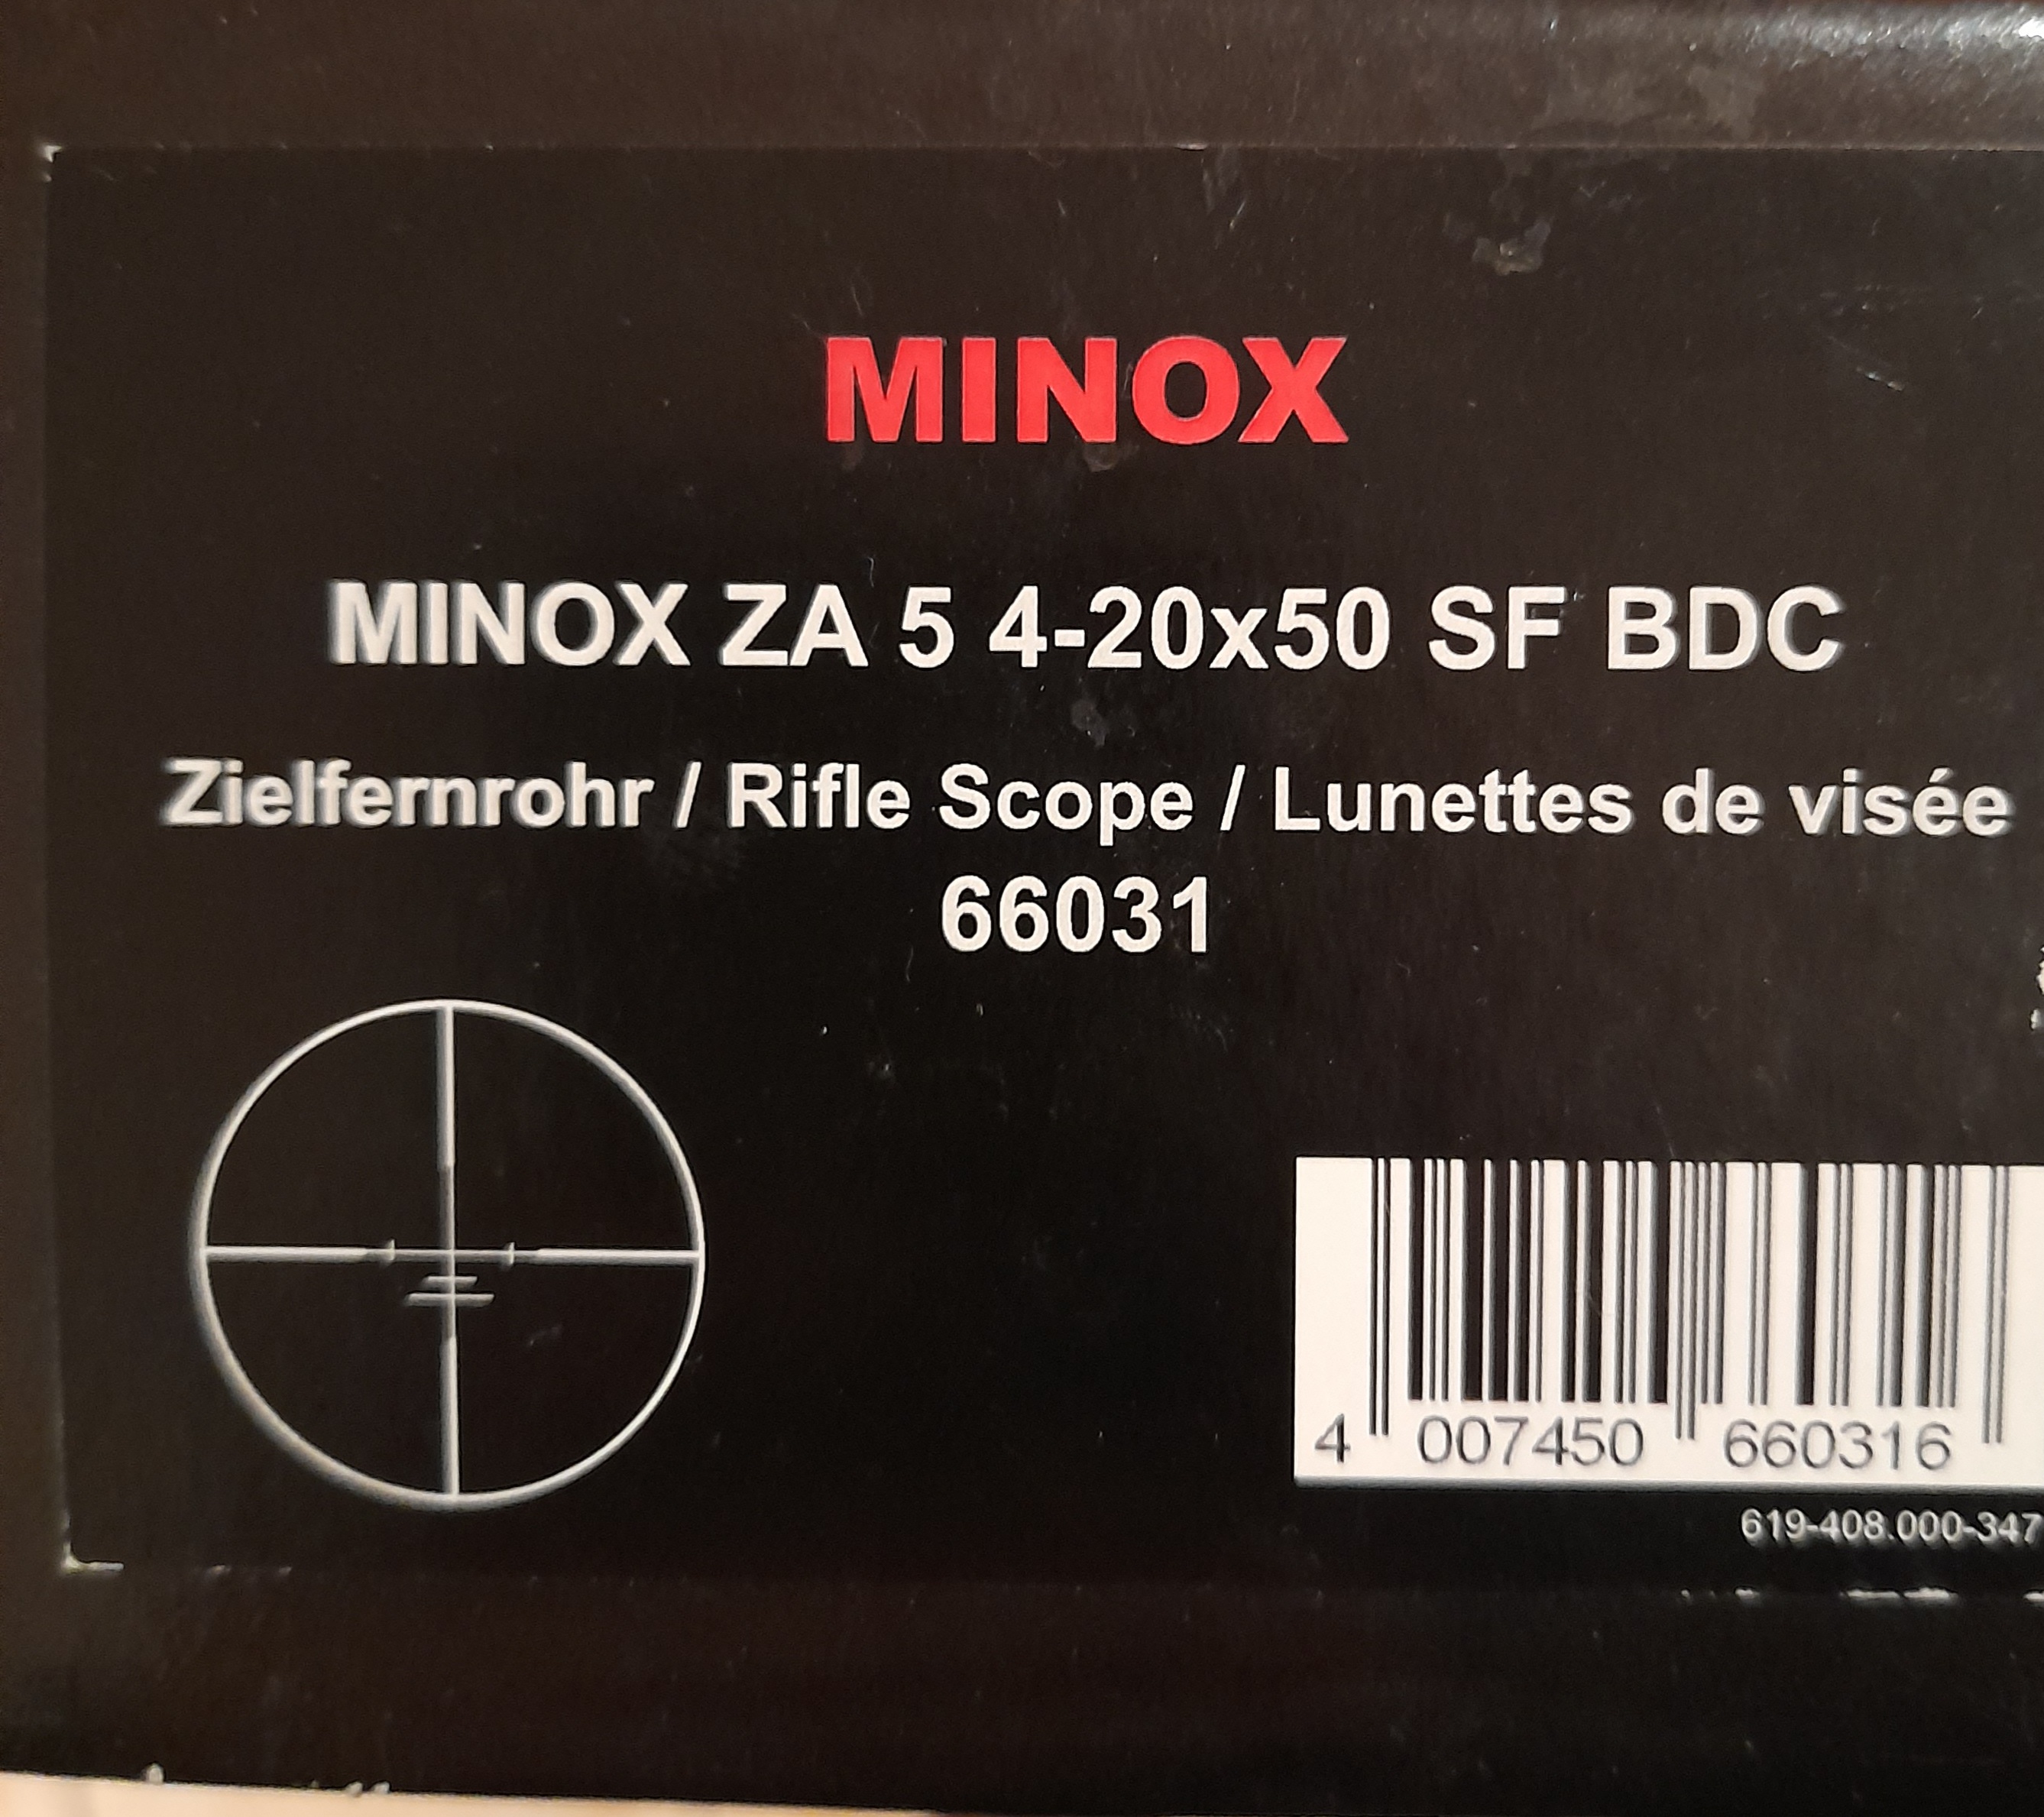 MINOX
MINOX ZA 5 4-20x50 SF BDC
Zielfernrohr / Rifle Scope / Lunettes de visée
66031
4 007450 660316
619-408.000-347